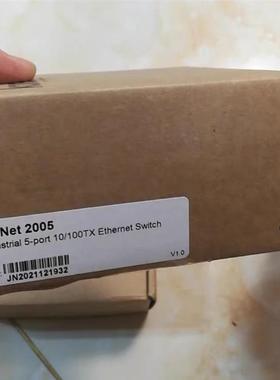 Net 2005
strial 5-port 10/100TX Ethernet Switch
JN2021121932
V1.0